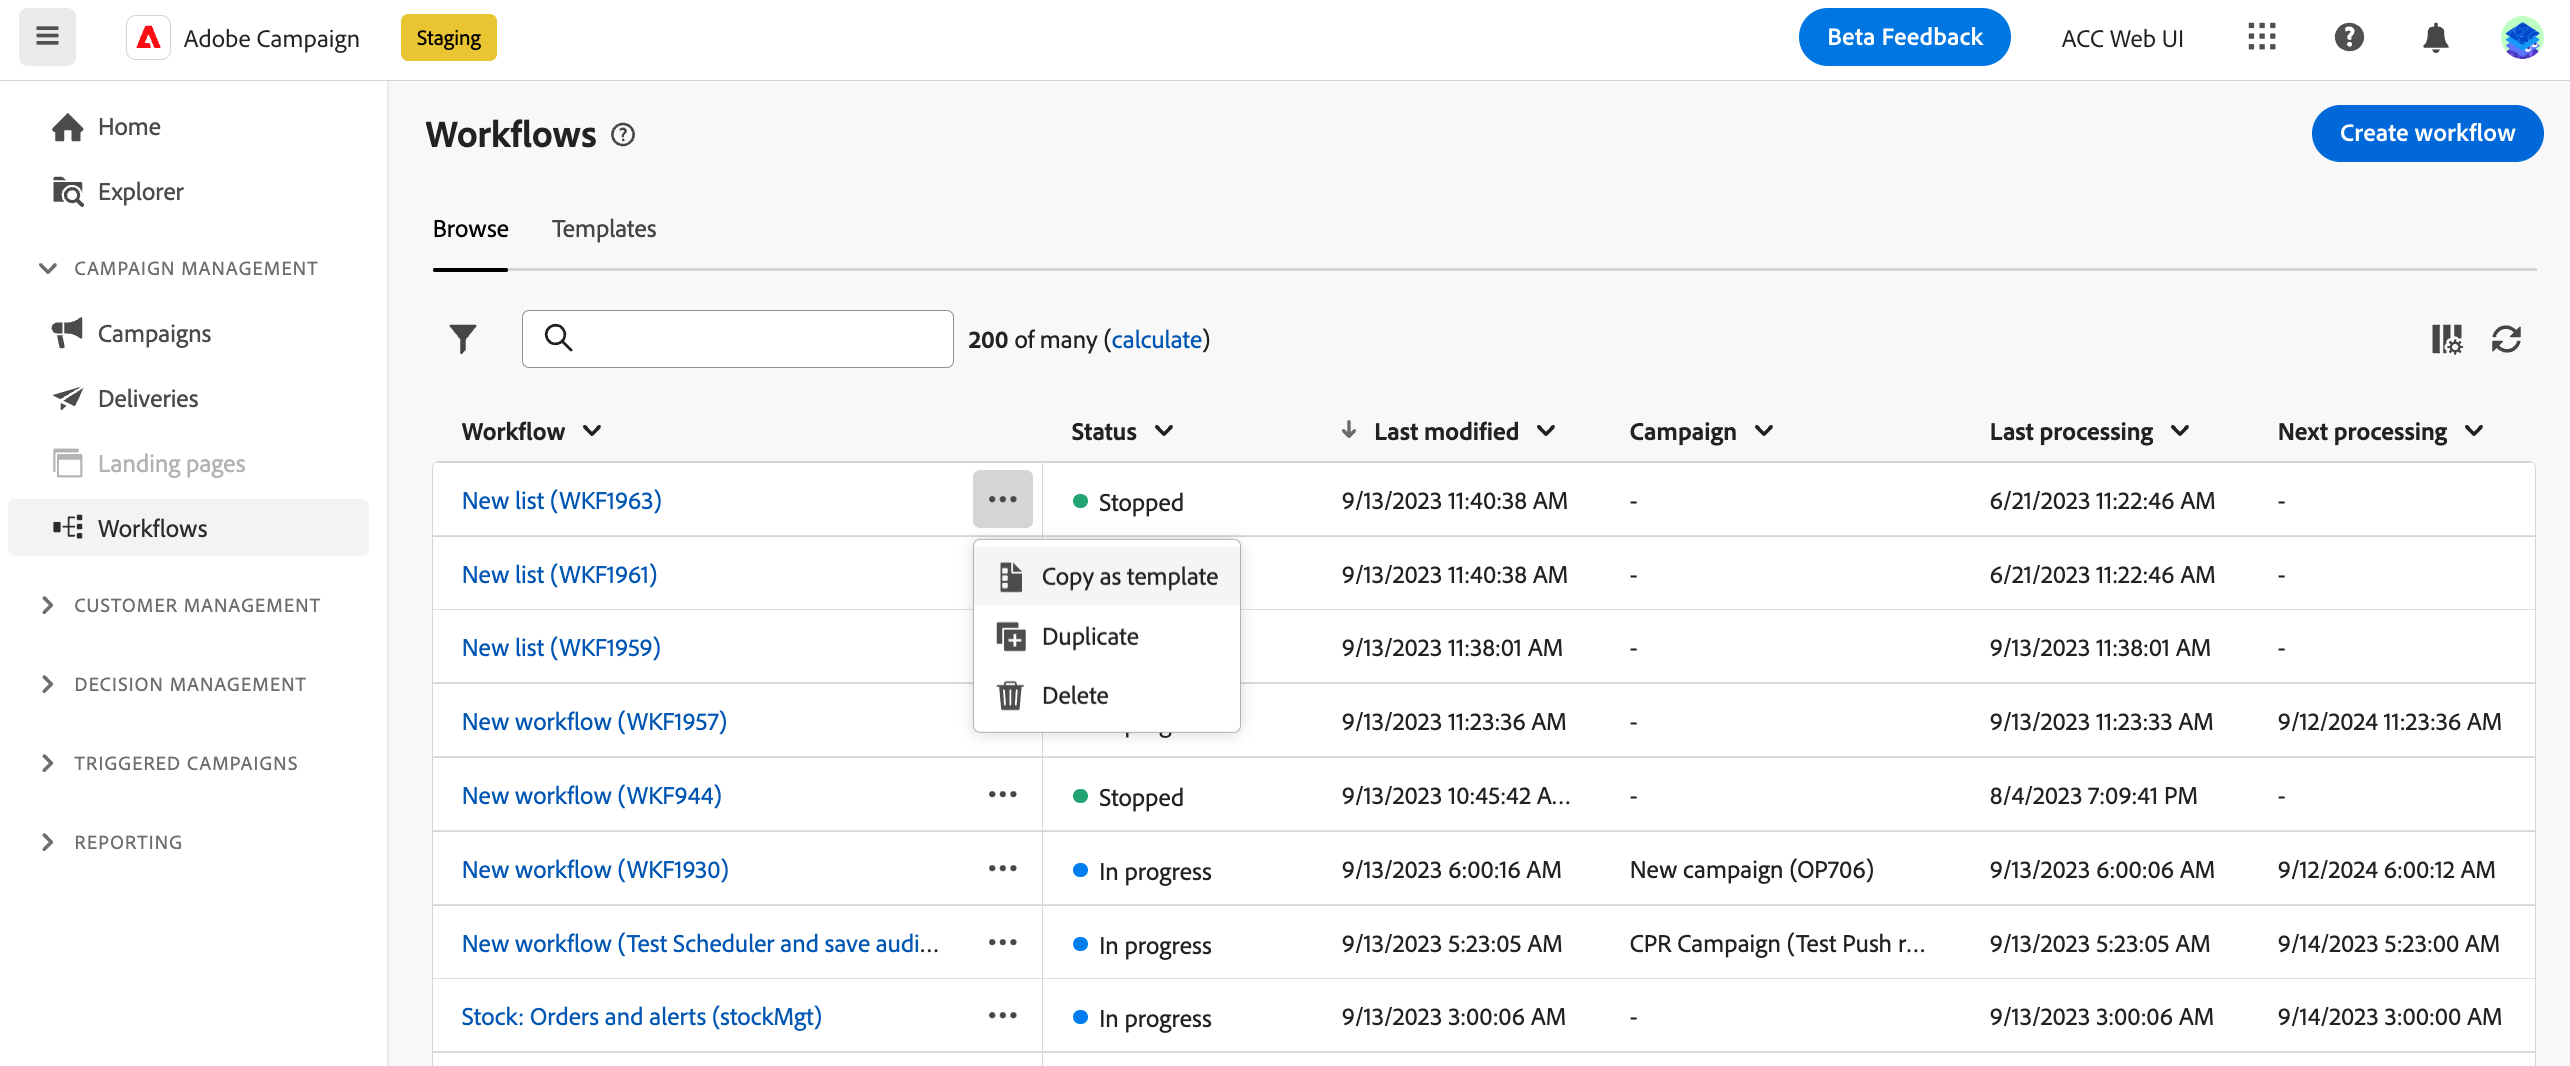 Adobe Campaign
Staging
Beta Feedback
ACC Web UI
Home
Explorer
CAMPAIGN MANAGEMENT
Campaigns
Deliveries
Landing pages
Workflows
CUSTOMER MANAGEMENT
DECISION MANAGEMENT
TRIGGERED CAMPAIGNS
REPORTING
Workflows
Create workflow
Browse Templates
200 of many (calculate)
Workflow Status Last modified Campaign Last processing Next processing
New list (WKF1963) Stopped 9/13/2023 11:40:38 AM - 6/21/2023 11:22:46 AM -
New list (WKF1961) 9/13/2023 11:40:38 AM - 6/21/2023 11:22:46 AM -
New list (WKF1959) 9/13/2023 11:38:01 AM - 9/13/2023 11:38:01 AM -
New workflow (WKF1957) 9/13/2023 11:23:36 AM - 9/13/2023 11:23:33 AM 9/12/2024 11:23:36 AM
Copy as template
Duplicate
Delete
New workflow (WKF944) Stopped 9/13/2023 10:45:42 A... - 8/4/2023 7:09:41 PM -
New workflow (WKF1930) In progress 9/13/2023 6:00:16 AM New campaign (OP706) 9/13/2023 6:00:06 AM 9/12/2024 6:00:12 AM
New workflow (Test Scheduler and save audi... In progress 9/13/2023 5:23:05 AM CPR Campaign (Test Push r... 9/13/2023 5:23:05 AM 9/14/2023 5:23:00 AM
Stock: Orders and alerts (stockMgt) In progress 9/13/2023 3:00:06 AM - 9/13/2023 3:00:06 AM 9/14/2023 3:00:00 AM